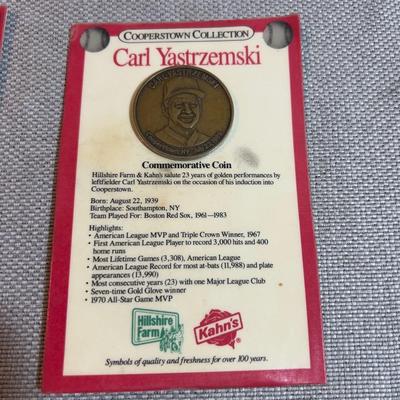 COOPERSTOWN COLLECTION
Carl Yastrzemski
CARL YASTRZEMSKI
Commemorative Coin
Hillshire Farm & Kahn's salute 23 years of golden performances by
leftfielder Carl Yastrzemski on the occasion of his induction into
Cooperstown.
Born: August 22, 1939
Birthplace: Southampton, NY
Team Played For: Boston Red Sox, 1961—1983
Highlights:
• American League MVP and Triple Crown Winner, 1967
• First American League Player to record 3,000 hits and 400
home runs
• Most Lifetime Games (3,308), American League
• American League Record for most at-bats (11,988) and plate
appearances (13,990)
• Most consecutive years (23) with one Major League Club
• Seven-time Gold Glove winner
• 1970 All-Star Game MVP
Hillshire
Farm
Kahn's
Symbols of quality and freshness for over 100 years.